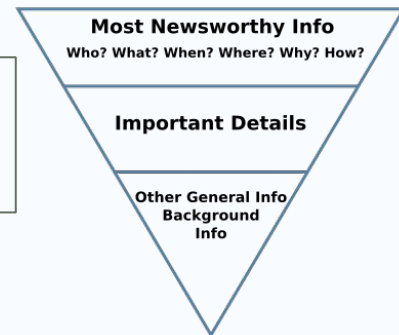 Most Newsworthy Info
Who? What? When? Where? Why? How?
Important Details
Other General Info
Background
Info